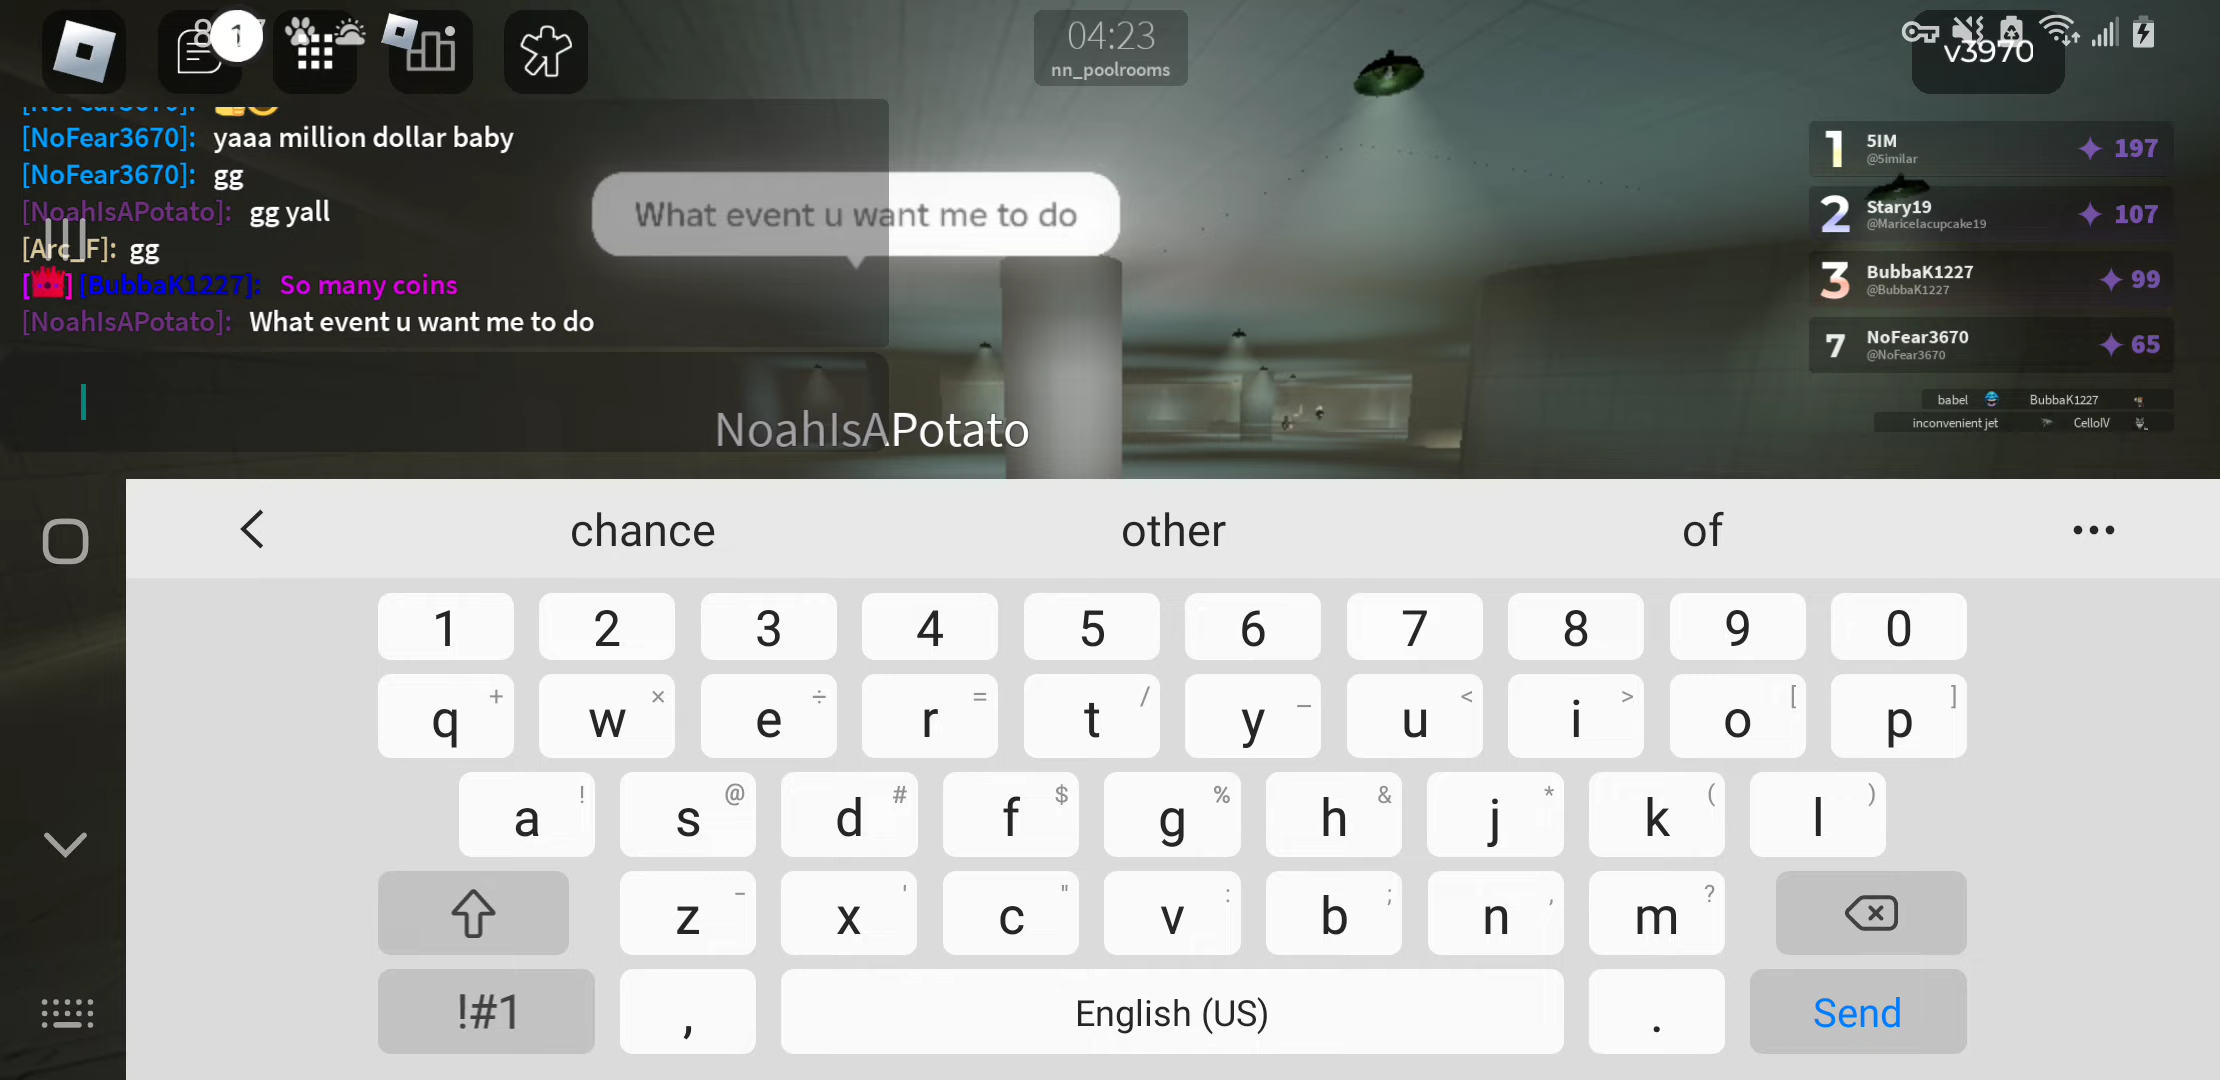 1
04:23
nn_poolrooms
v3970
[NoFear3670]:
[NoFear3670]: yaaa million dollar baby
[NoFear3670]: gg
[NoahIsAPotato]: gg yall
[Arc_F]: gg
[BubbaK1227]: So many coins
[NoahIsAPotato]: What event u want me to do
What event u want me to do
NoahIsAPotato
1 5IM 197
@5imilar
2 Stary19 107
@Maricelacupcake19
3 BubbaK1227 99
@BubbaK1227
7 NoFear3670 65
@NoFear3670
babel BubbaK1227
inconvenient jet CelloIV
chance other of ...
1 2 3 4 5 6 7 8 9 0
q + w × e ÷ r = t / y _ u < i > o [ p ]
a ! s @ d # f $ g % h & j * k ( l )
z - x ' c " v : b ; n , m ?
!#1 , English (US) . Send